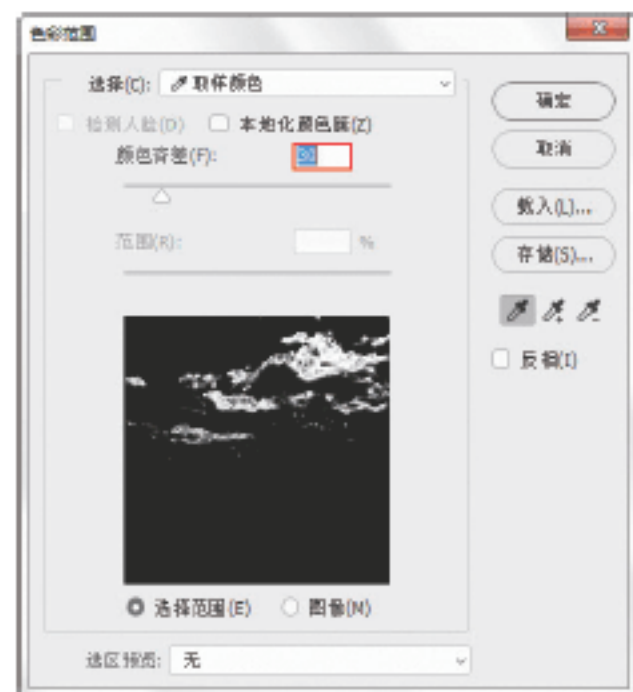 色彩范围
选择(C): 取样颜色
检测人脸(D) 本地化颜色簇(Z)
颜色容差(F):
范围(R): %
选择范围(E) 图像(M)
选区预览: 无
确定
取消
载入(L)...
存储(S)...
反相(I)